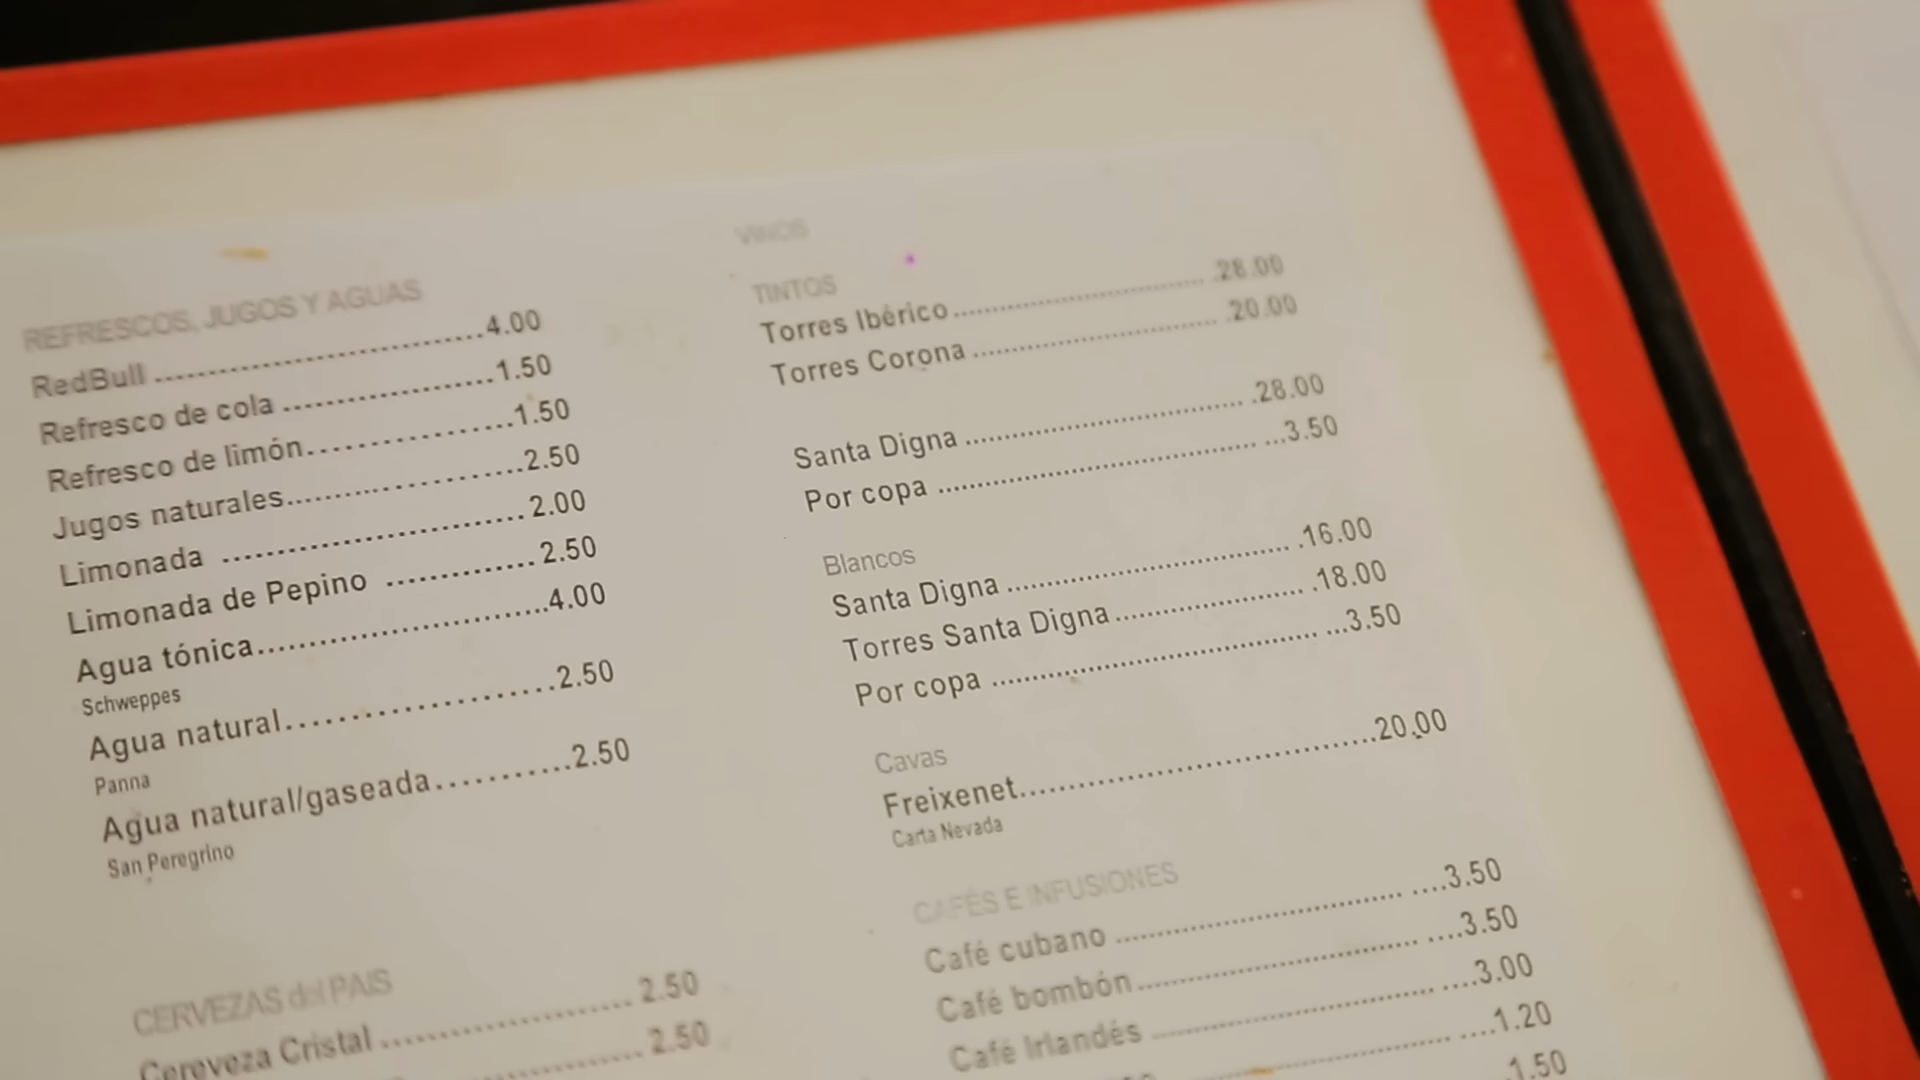 REFRESCOS, JUGOS Y AGUAS
RedBull ....................................4.00
Refresco de cola .......................1.50
Refresco de limón.....................1.50
Jugos naturales.........................2.50
Limonada .................................2.00
Limonada de Pepino ................2.50
Agua tónica..............................4.00
Schweppes
Agua natural.........................2.50
Panna
Agua natural/gaseada...........2.50
San Peregrino
CERVEZAS del PAIS
Cereveza Cristal ........................2.50
2.50
VINOS
TINTOS
Torres Ibérico.................................28.00
Torres Corona ................................20.00
Santa Digna ....................................28.00
Por copa ...........................................3.50
Blancos
Santa Digna ....................................16.00
Torres Santa Digna.........................18.00
Por copa ...........................................3.50
Cavas
Freixenet.........................................20.00
Carta Nevada
CAFÉS E INFUSIONES
Café cubano .....................................3.50
Café bombón....................................3.50
Café Irlandés ....................................3.00
1.20
1.50